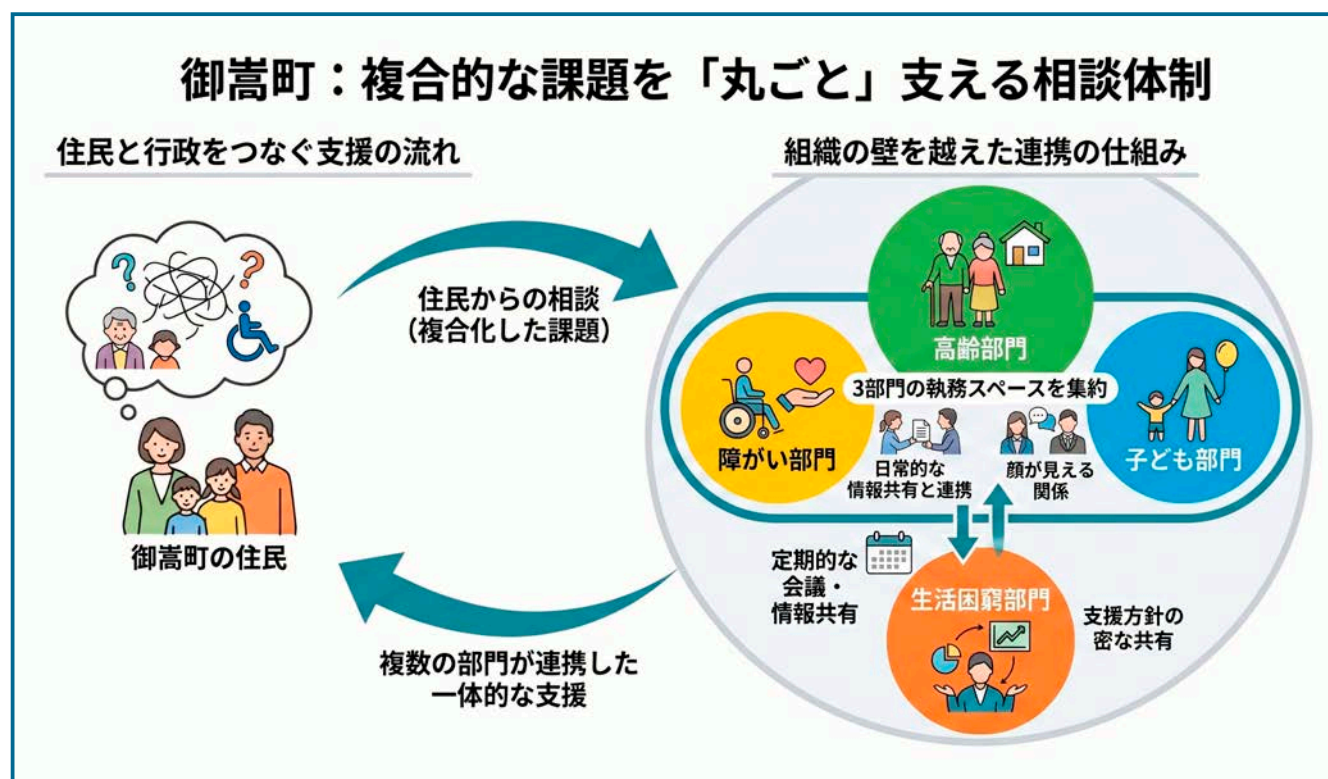 御嵩町：複合的な課題を「丸ごと」支える相談体制
住民と行政をつなぐ支援の流れ
住民からの相談
（複合化した課題）
御嵩町の住民
複数の部門が連携した
一体的な支援
組織の壁を越えた連携の仕組み
高齢部門
3部門の執務スペースを集約
障がい部門
日常的な
情報共有と連携
顔が見える
関係
子ども部門
定期的な
会議・
情報共有
生活困窮部門
支援方針の
密な共有